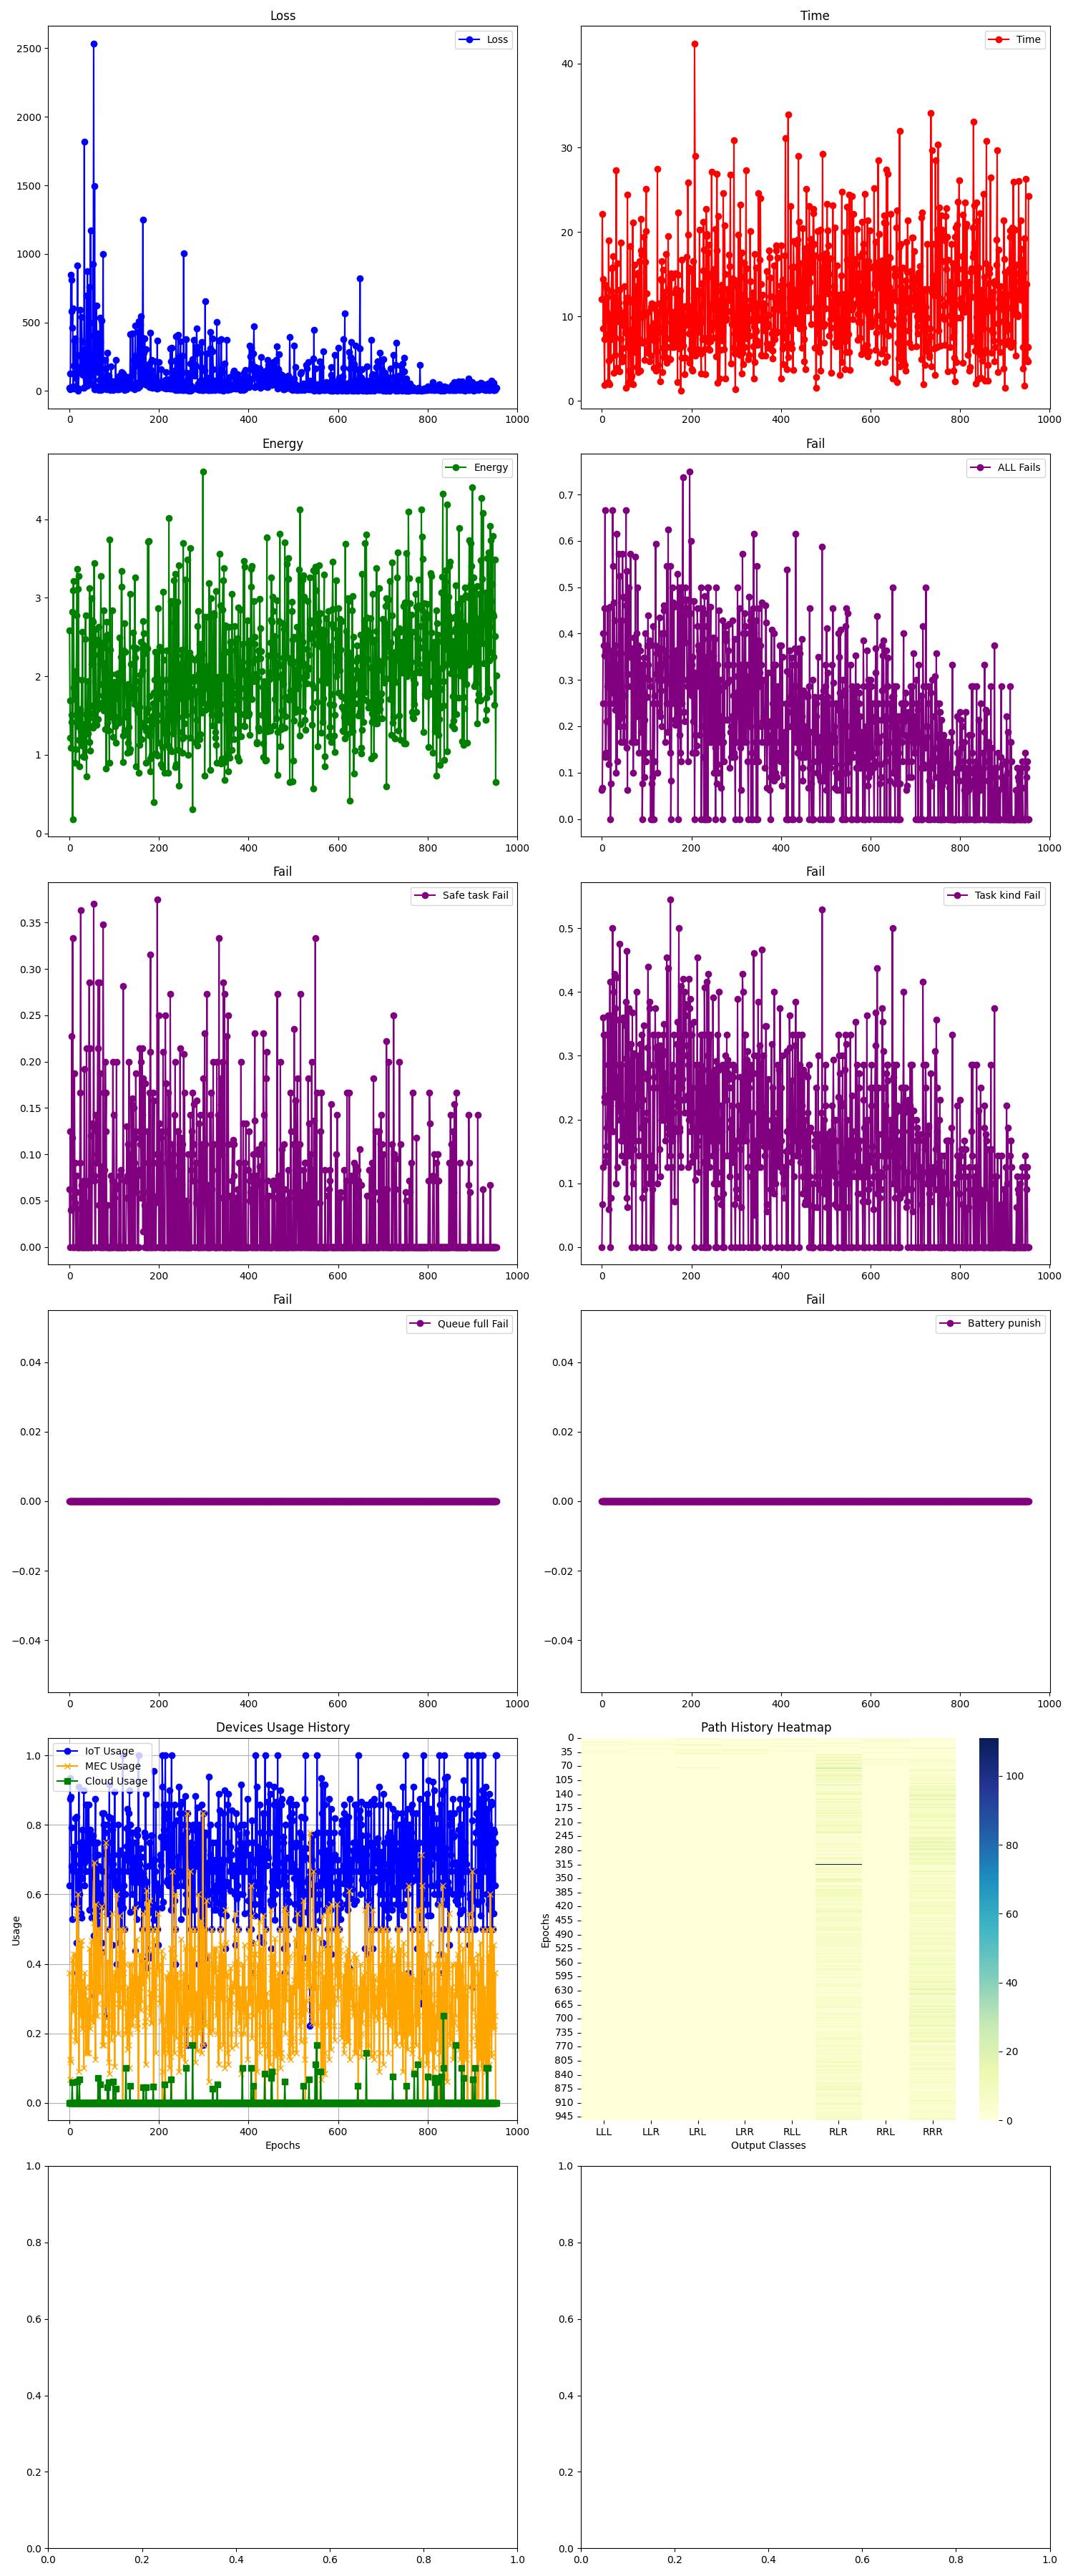 Loss
2500
2000
1500
1000
500
0
Loss
0 200 400 600 800 1000
Time
40
30
20
10
0
Time
0 200 400 600 800 1000
Energy
4
3
2
1
0
Energy
0 200 400 600 800 1000
Fail
0.7
0.6
0.5
0.4
0.3
0.2
0.1
0.0
ALL Fails
0 200 400 600 800 1000
Fail
0.35
0.30
0.25
0.20
0.15
0.10
0.05
0.00
Safe task Fail
0 200 400 600 800 1000
Fail
0.5
0.4
0.3
0.2
0.1
0.0
Task kind Fail
0 200 400 600 800 1000
Fail
0.04
0.02
0.00
−0.02
−0.04
Queue full Fail
0 200 400 600 800 1000
Fail
0.04
0.02
0.00
−0.02
−0.04
Battery punish
0 200 400 600 800 1000
Devices Usage History
1.0
0.8
0.6
0.4
0.2
0.0
Usage
IoT Usage
MEC Usage
Cloud Usage
0 200 400 600 800 1000
Epochs
Path History Heatmap
0
35
70
105
140
175
210
245
280
315
350
385
420
455
490
525
560
595
630
665
700
735
770
805
840
875
910
945
Epochs
LLL LLR LRL LRR RLL RLR RRL RRR
Output Classes
100
80
60
40
20
0
1.0
0.8
0.6
0.4
0.2
0.0
0.0 0.2 0.4 0.6 0.8 1.0
1.0
0.8
0.6
0.4
0.2
0.0
0.0 0.2 0.4 0.6 0.8 1.0